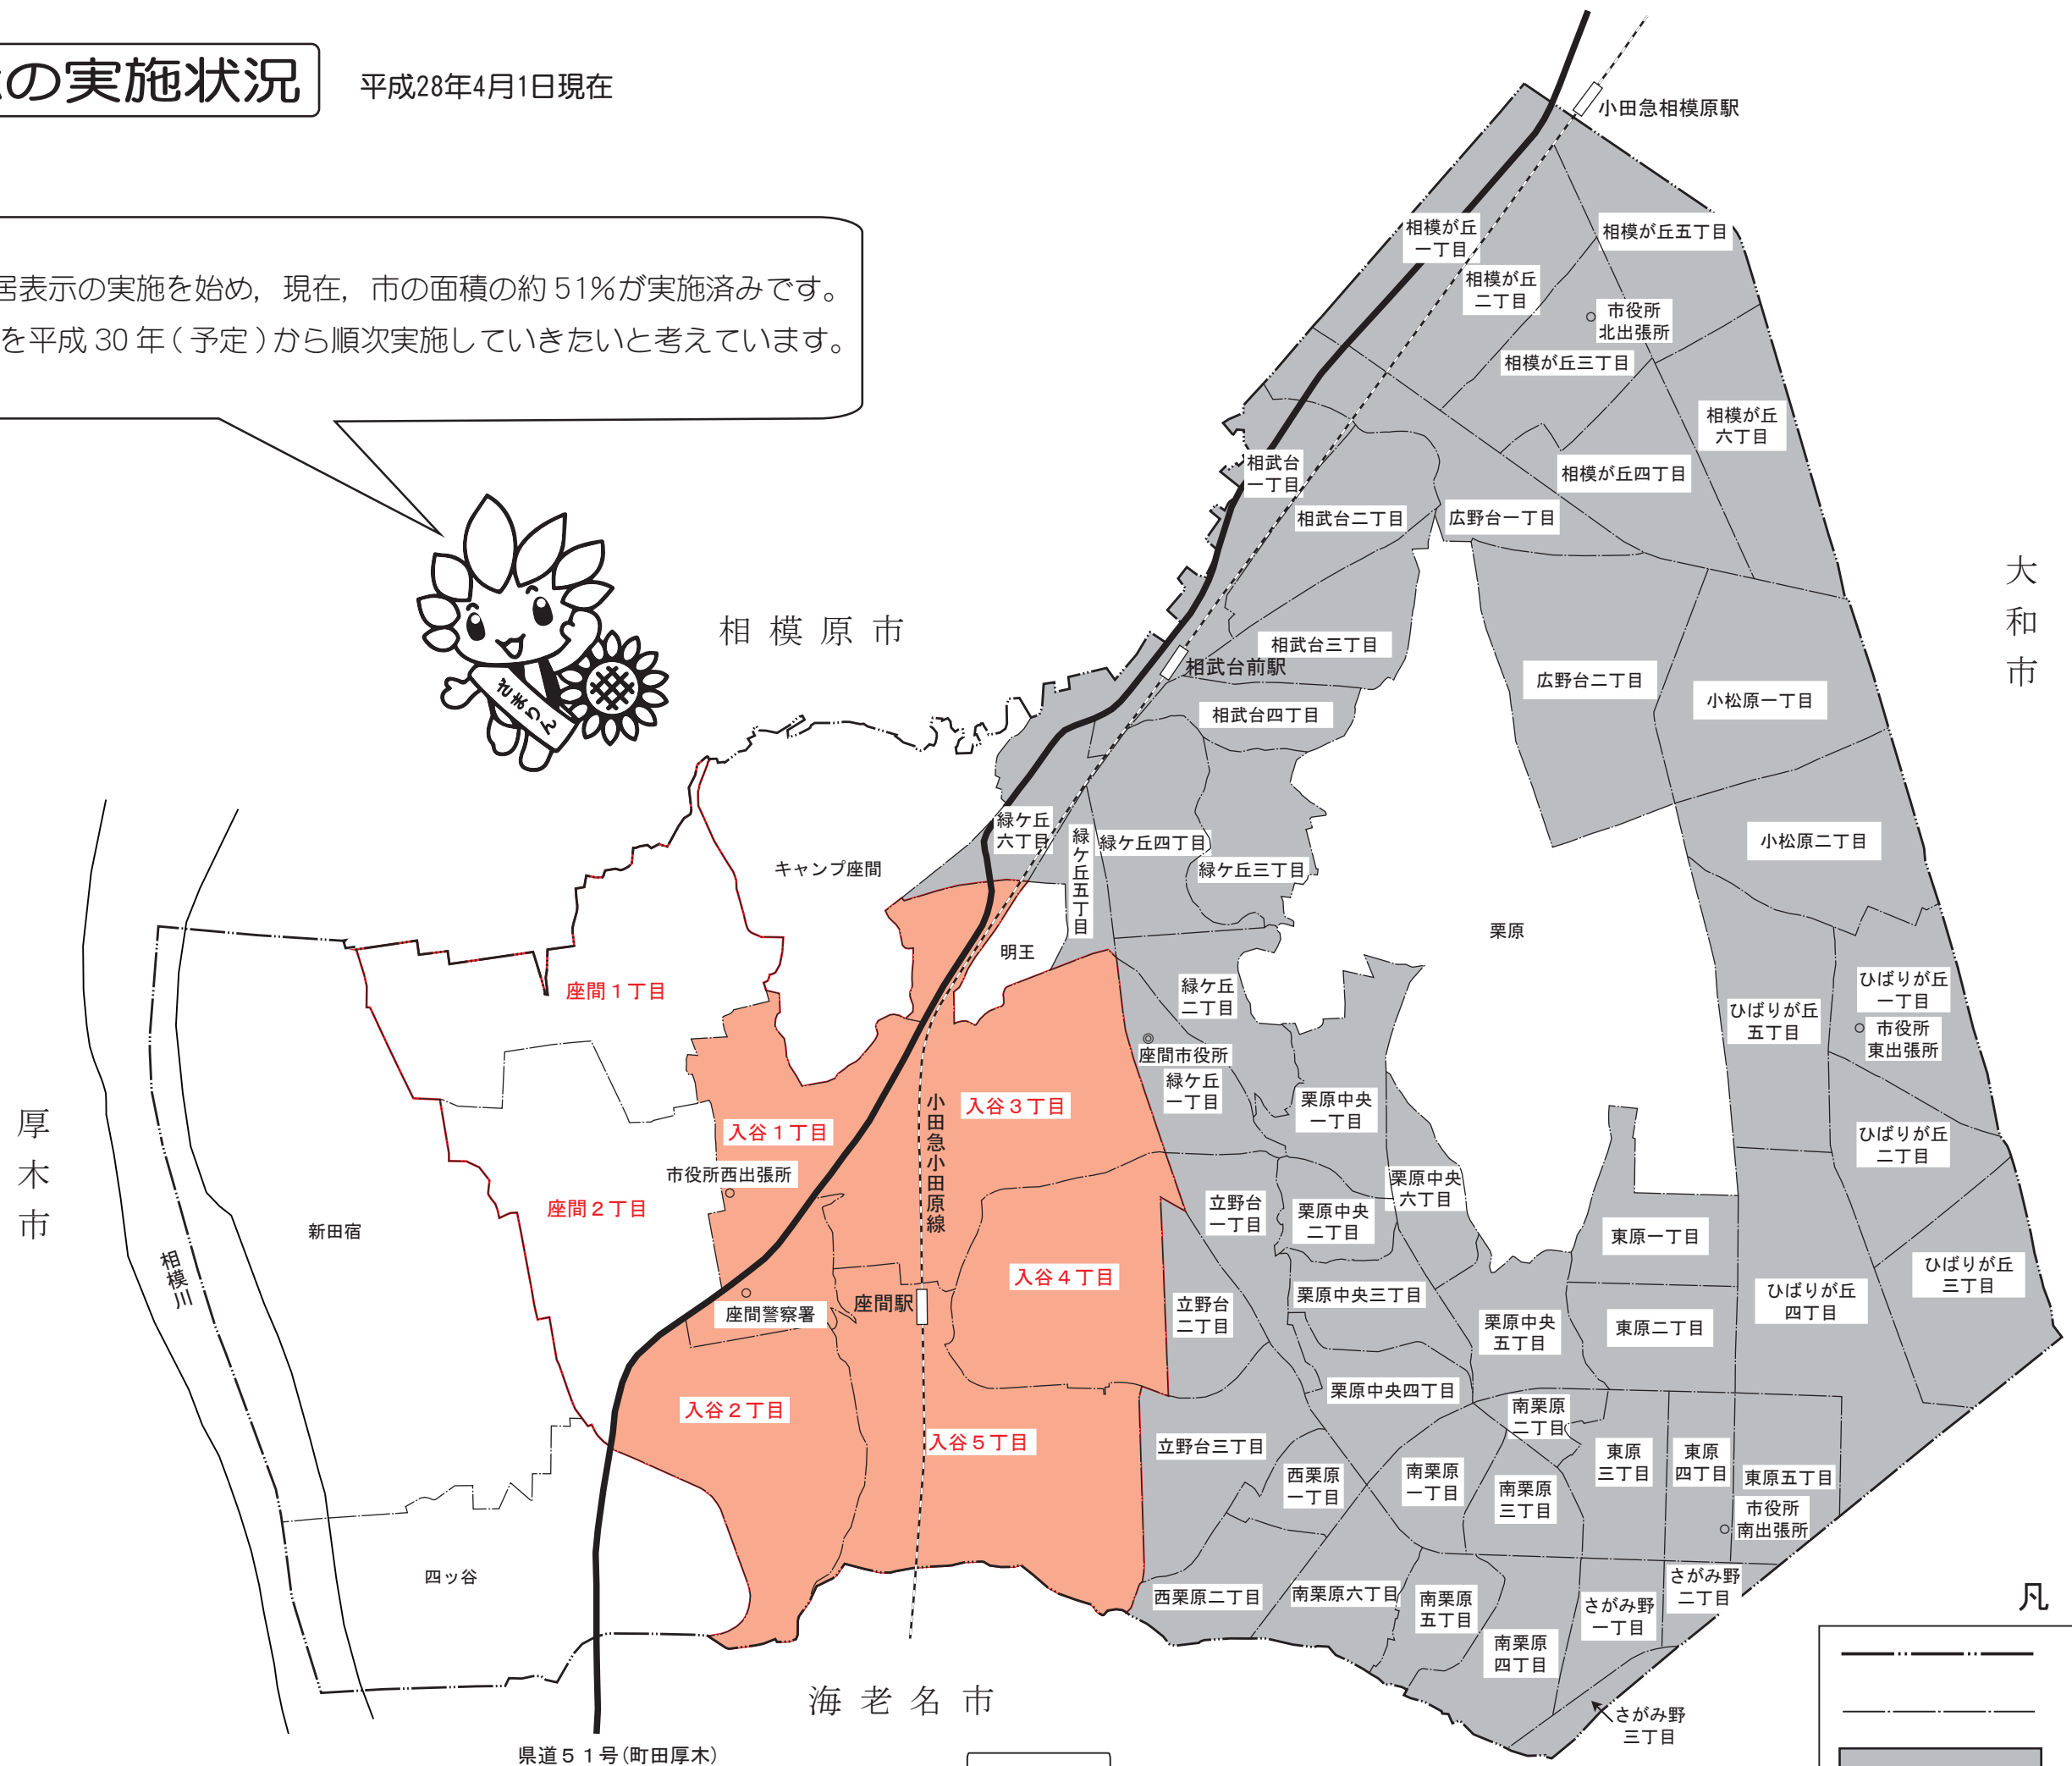 の実施状況
平成28年4月1日現在
居表示の実施を始め，現在，市の面積の約51%が実施済みです。
を平成30年(予定)から順次実施していきたいと考えています。
ざまりん
相模原市
大和市
厚木市
海老名市
小田急相模原駅
相模が丘
一丁目
相模が丘五丁目
相模が丘
二丁目
市役所
北出張所
相模が丘三丁目
相模が丘
六丁目
相模が丘四丁目
相武台
一丁目
相武台二丁目
広野台一丁目
相武台三丁目
相武台前駅
広野台二丁目
小松原一丁目
相武台四丁目
緑ケ丘
六丁目
緑ケ丘五丁目
緑ケ丘四丁目
緑ケ丘三丁目
小松原二丁目
キャンプ座間
明王
栗原
座間１丁目
緑ケ丘
二丁目
ひばりが丘
一丁目
ひばりが丘
五丁目
市役所
東出張所
座間市役所
緑ケ丘
一丁目
栗原中央
一丁目
小田急小田原線
入谷３丁目
入谷１丁目
ひばりが丘
二丁目
市役所西出張所
座間２丁目
新田宿
相模川
立野台
一丁目
栗原中央
二丁目
栗原中央
六丁目
東原一丁目
入谷４丁目
ひばりが丘
三丁目
座間警察署
座間駅
立野台
二丁目
栗原中央三丁目
栗原中央
五丁目
東原二丁目
ひばりが丘
四丁目
栗原中央四丁目
入谷２丁目
入谷５丁目
南栗原
二丁目
立野台三丁目
西栗原
一丁目
南栗原
一丁目
南栗原
三丁目
東原
三丁目
東原
四丁目
東原五丁目
市役所
南出張所
四ッ谷
西栗原二丁目
南栗原六丁目
南栗原
五丁目
南栗原
四丁目
さがみ野
一丁目
さがみ野
二丁目
さがみ野
三丁目
県道５１号(町田厚木)
凡